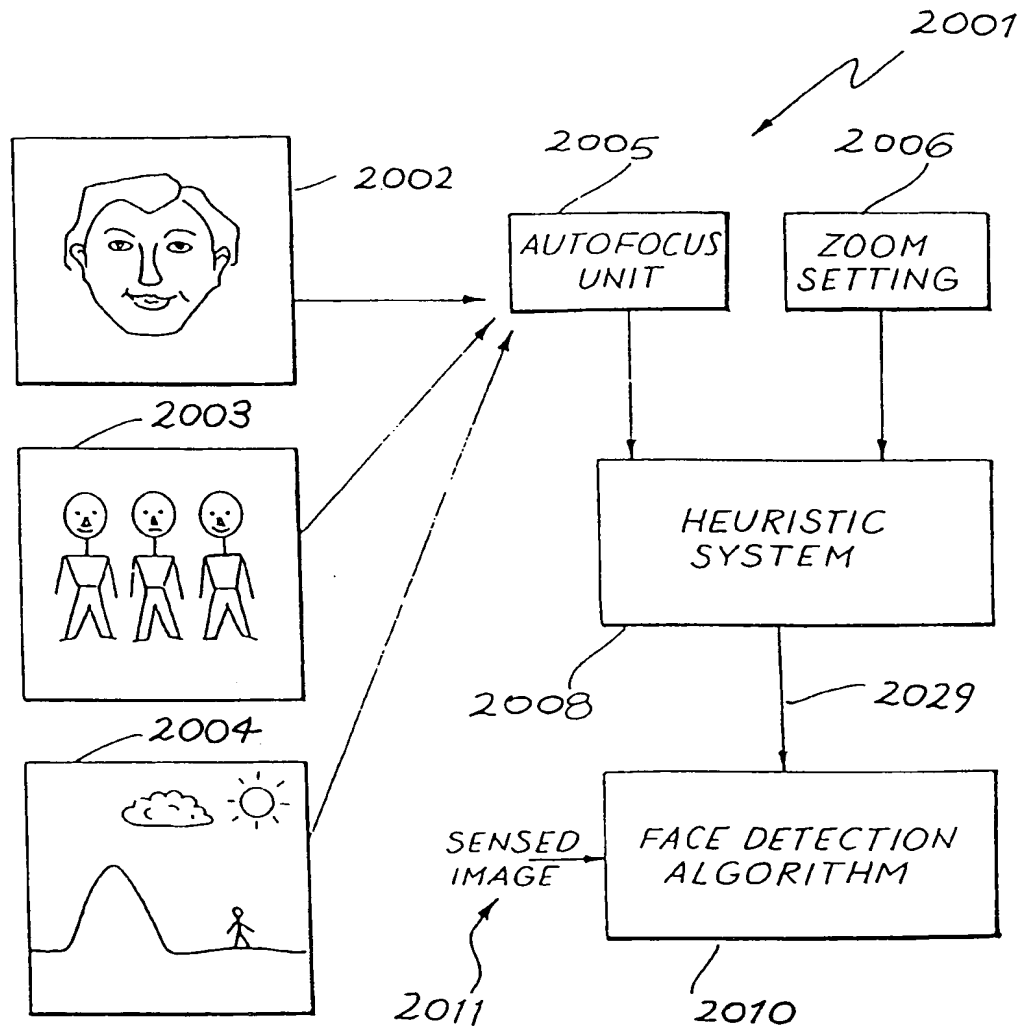 2001
2005
2006
2002
AUTOFOCUS
UNIT
ZOOM
SETTING
2003
HEURISTIC
SYSTEM
2008
2029
2004
SENSED
IMAGE
FACE DETECTION
ALGORITHM
2011
2010